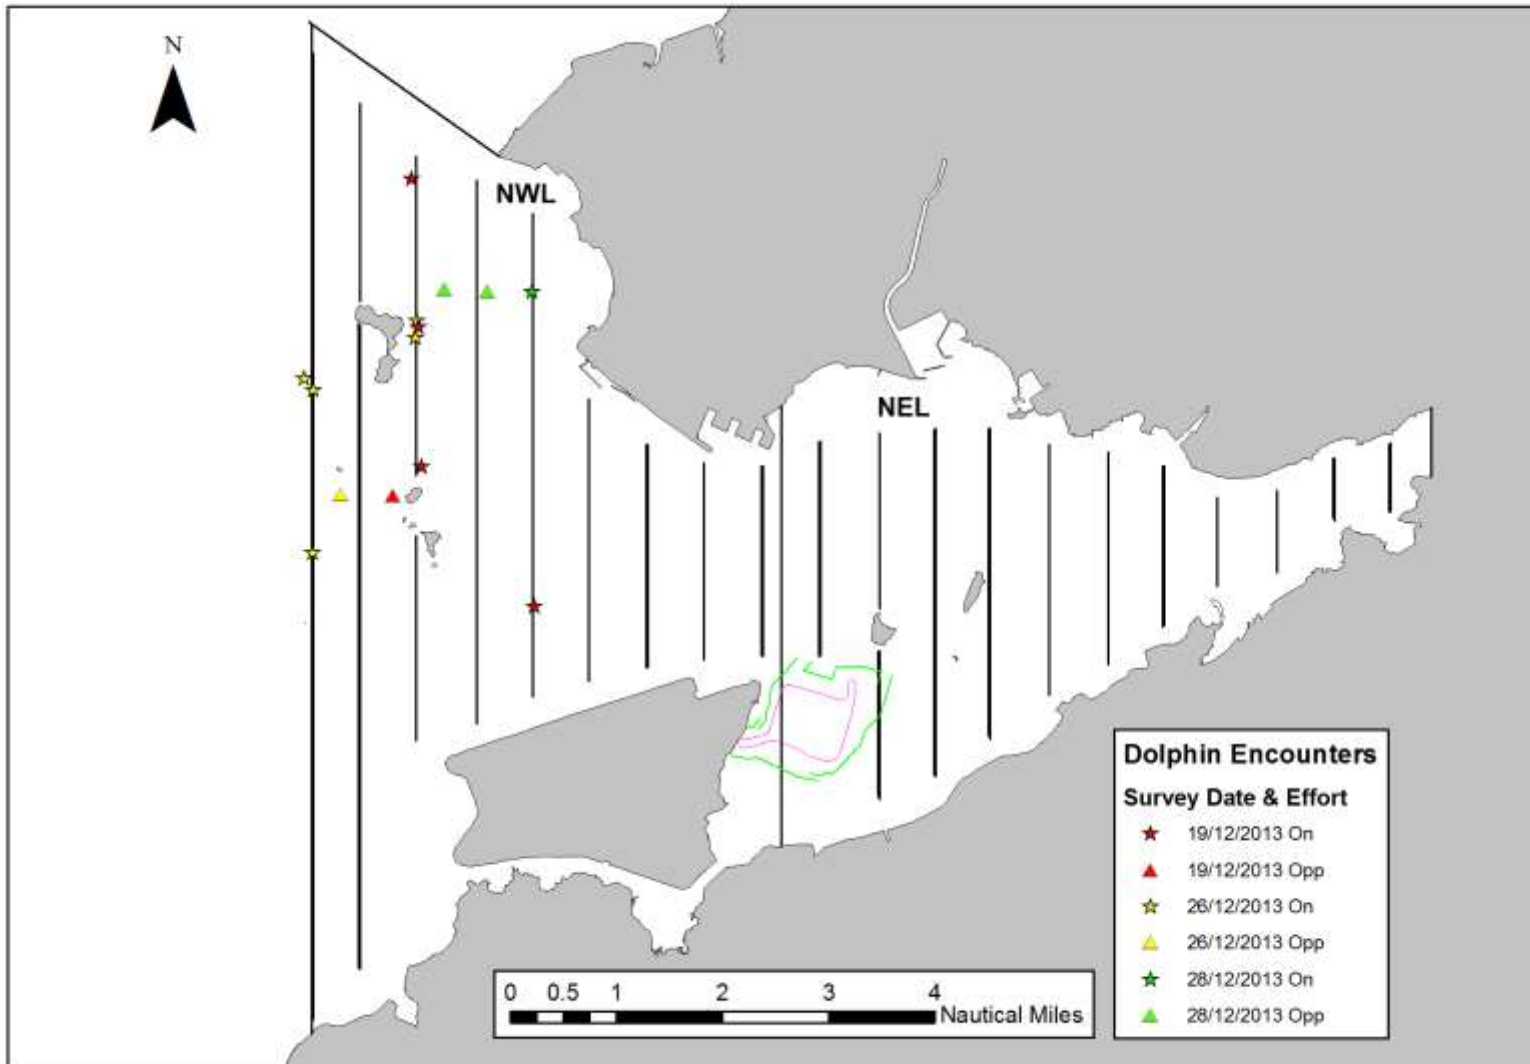 N
NWL
NEL
Dolphin Encounters
Survey Date & Effort
19/12/2013 On
19/12/2013 Opp
26/12/2013 On
26/12/2013 Opp
28/12/2013 On
28/12/2013 Opp
0 0.5 1 2 3 4
Nautical Miles